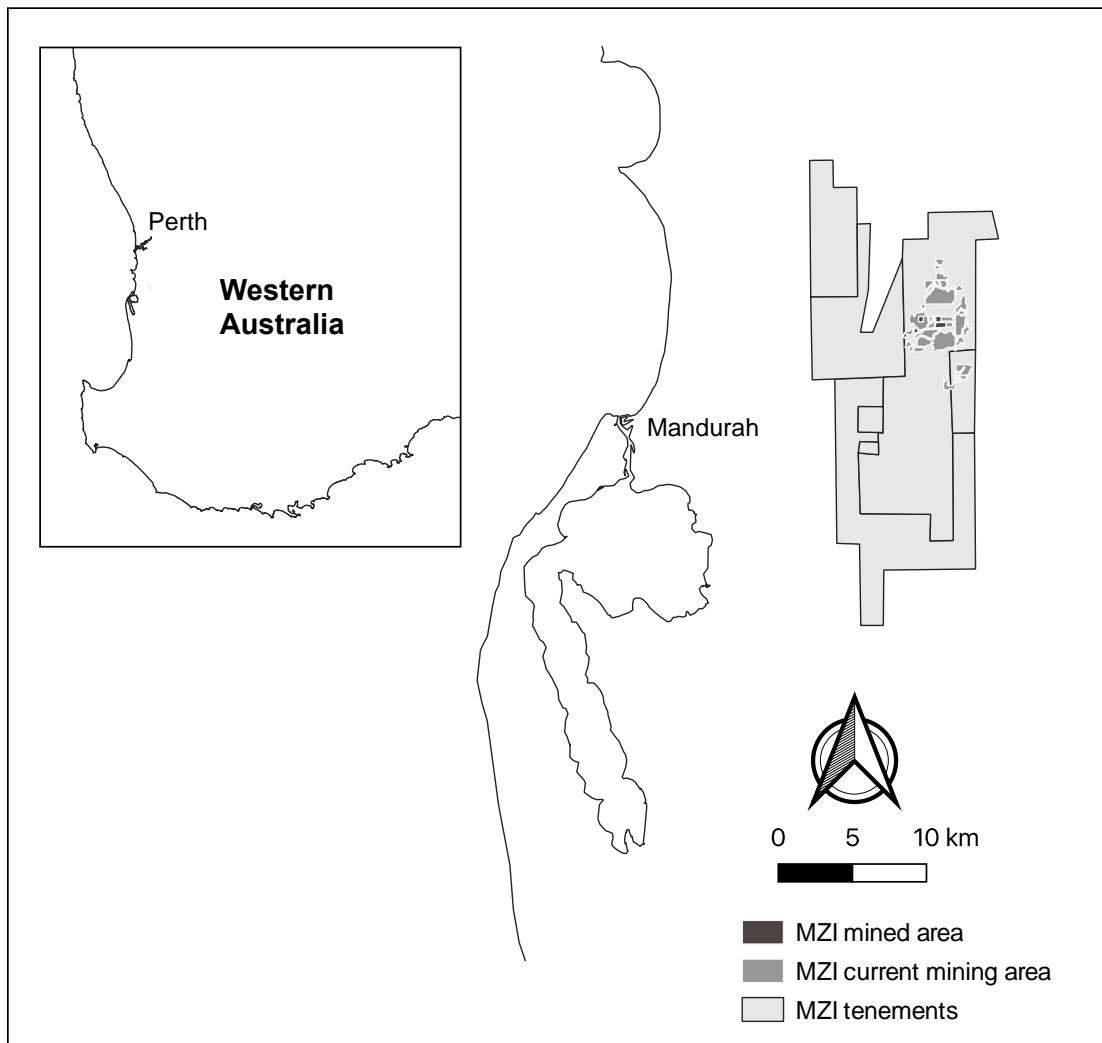 Perth
Western
Australia
Mandurah
0 5 10 km
MZI mined area
MZI current mining area
MZI tenements